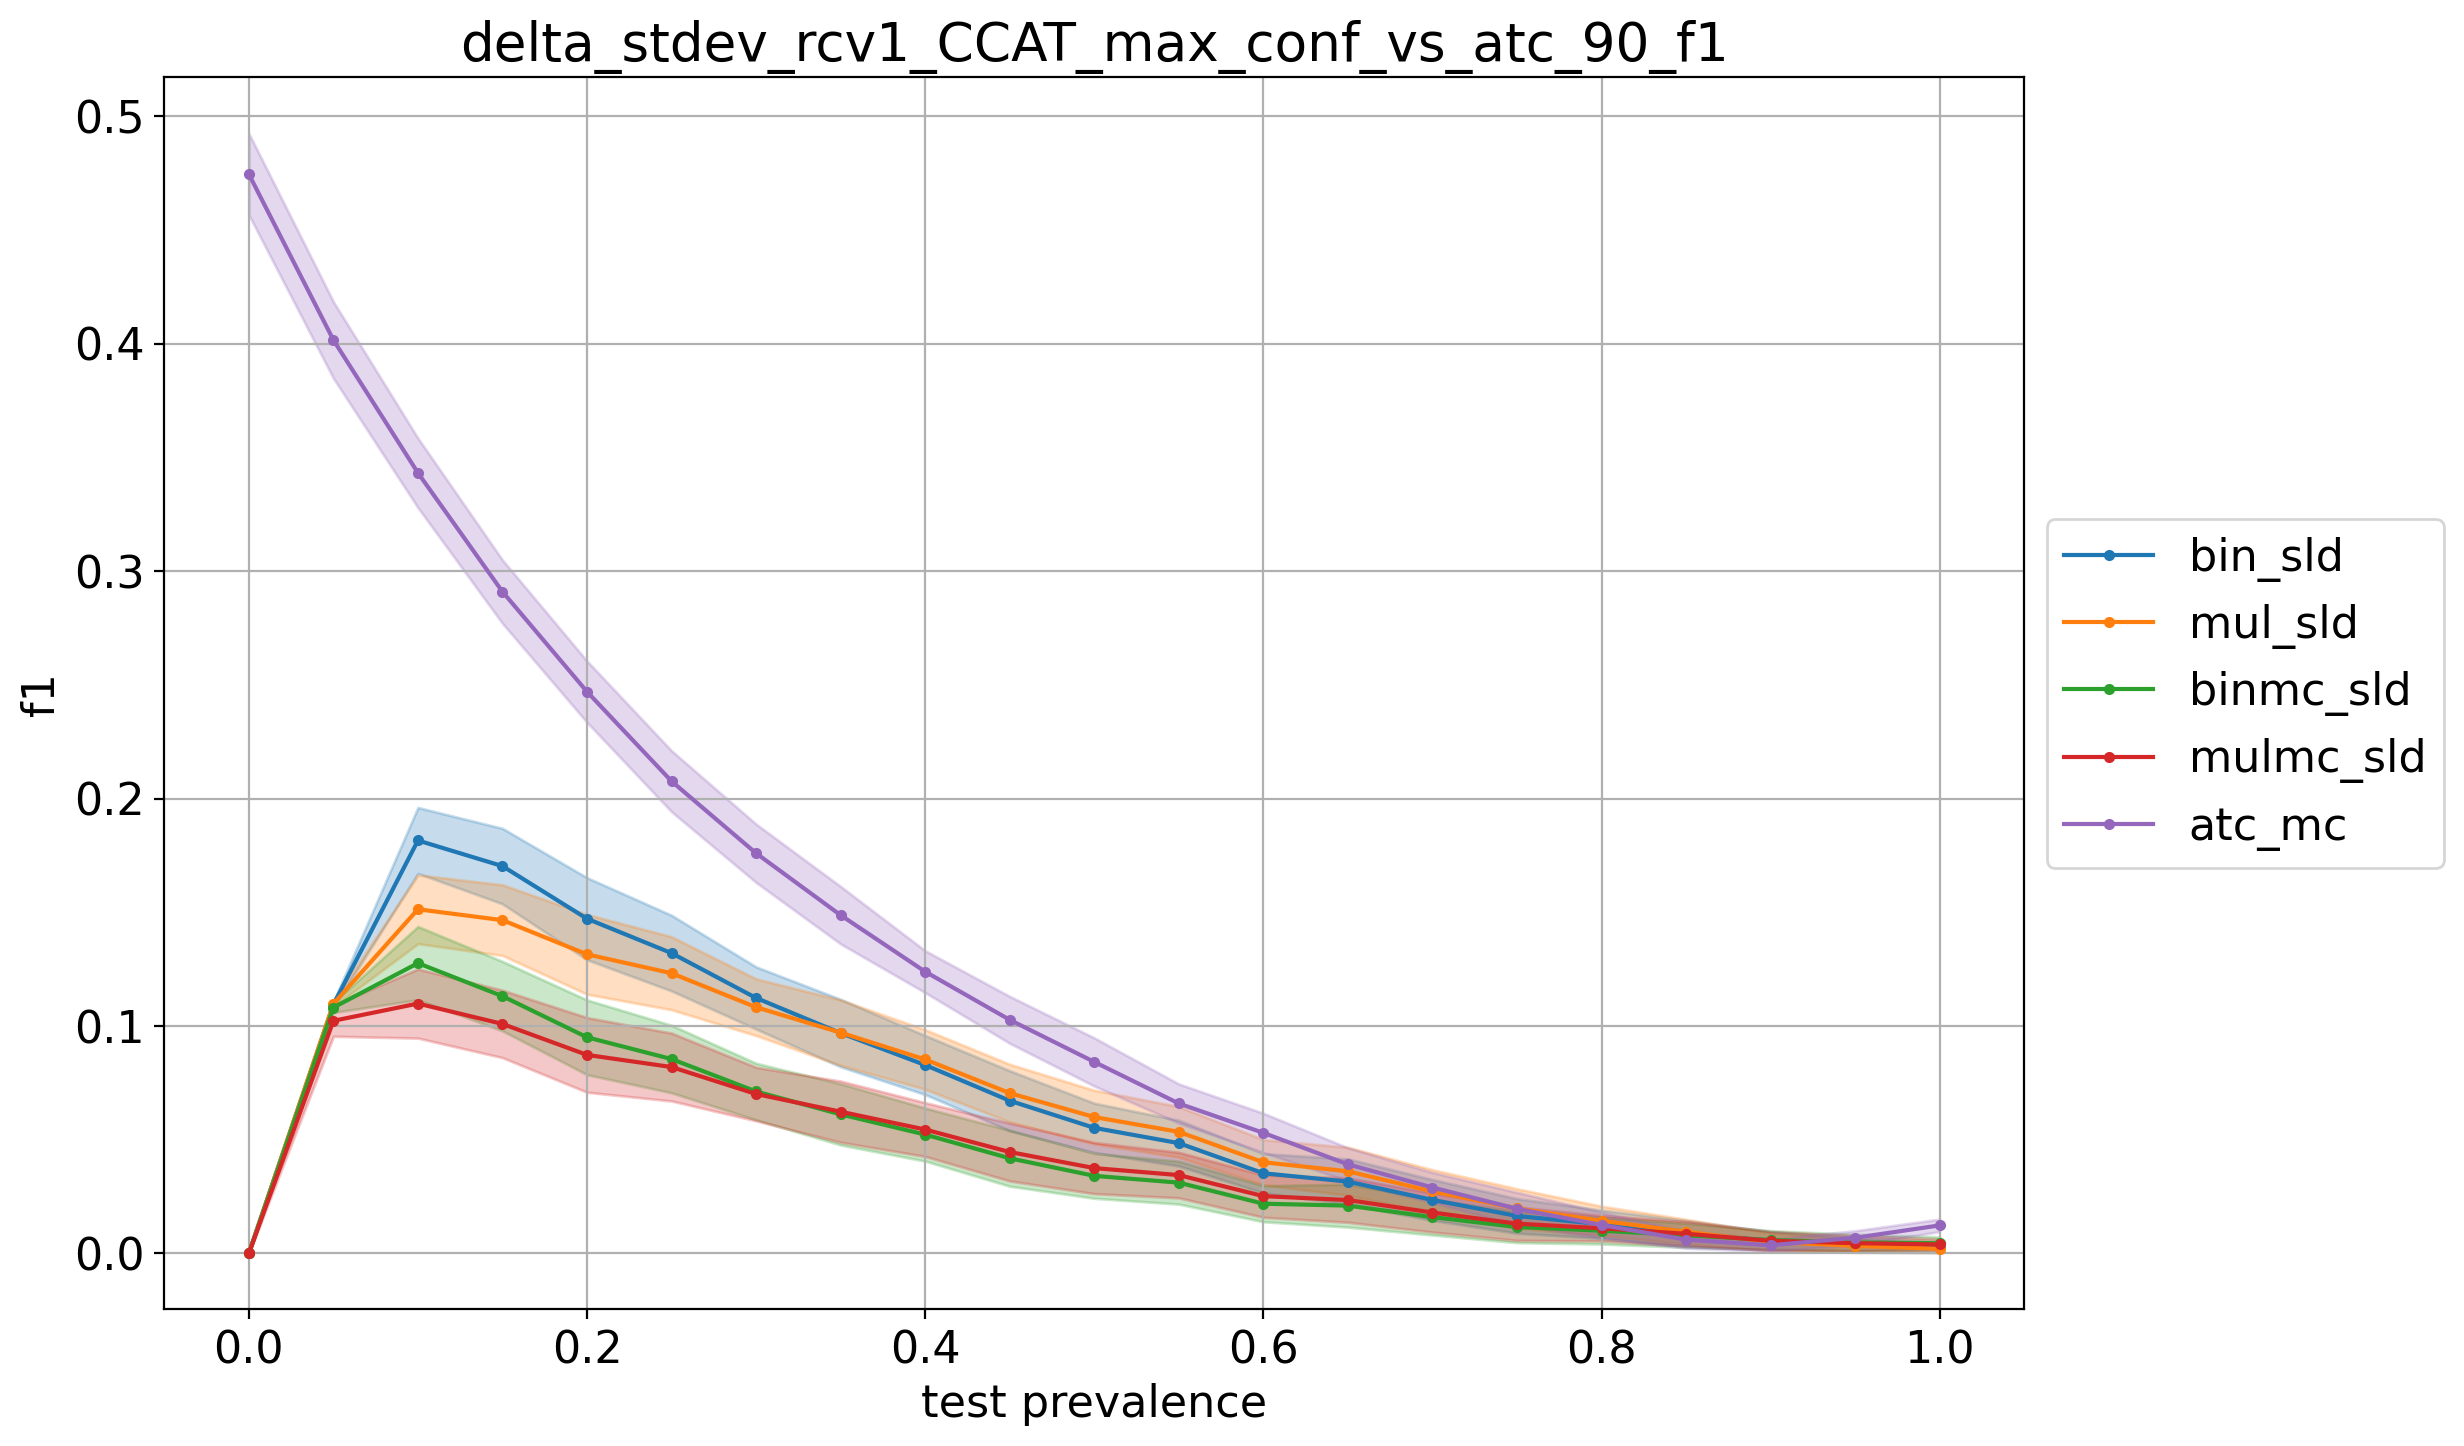 delta_stdev_rcv1_CCAT_max_conf_vs_atc_90_f1
0.5
0.4
0.3
0.2
0.1
0.0
f1
0.0 0.2 0.4 0.6 0.8 1.0
test prevalence
bin_sld
mul_sld
binmc_sld
mulmc_sld
atc_mc